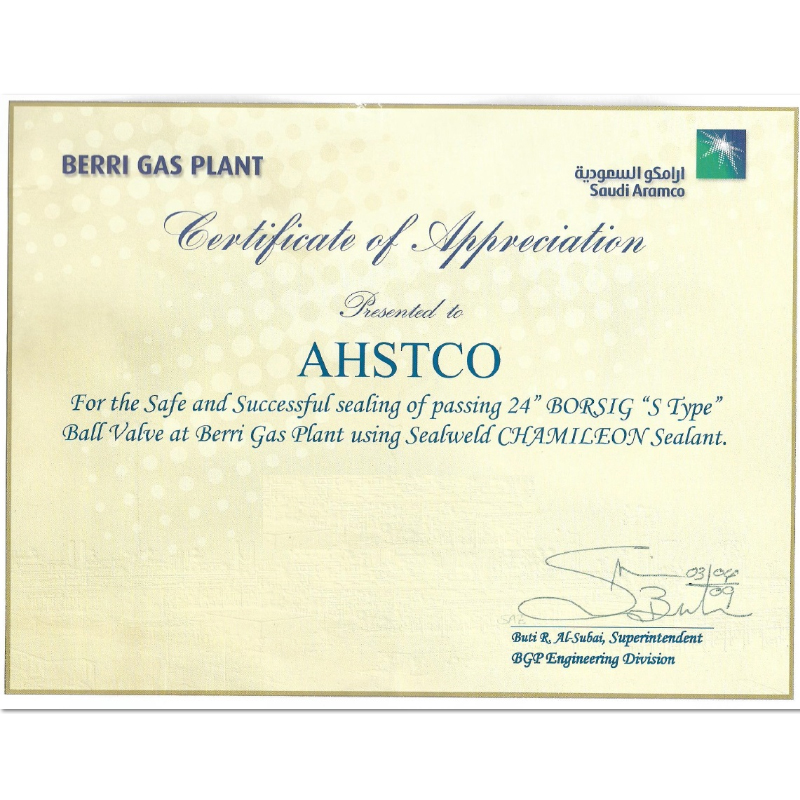 BERRI GAS PLANT
ارامكو السعودية
Saudi Aramco
Certificate of Appreciation
Presented to
AHSTCO
For the Safe and Successful sealing of passing 24” BORSIG “S Type”
Ball Valve at Berri Gas Plant using Sealweld CHAMILEON Sealant.
Buti R. Al-Subai, Superintendent
BGP Engineering Division